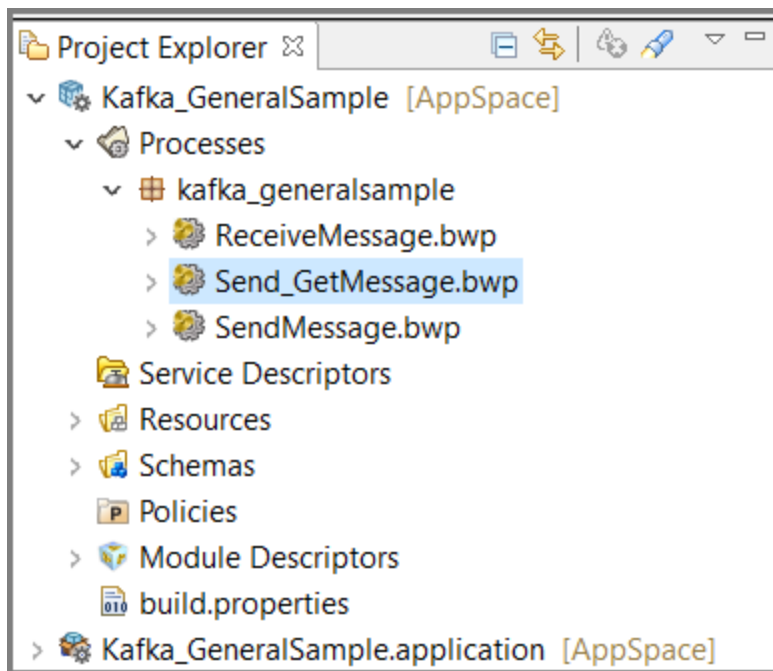 Project Explorer
Kafka_GeneralSample [AppSpace]
Processes
kafka_generalsample
ReceiveMessage.bwp
Send_GetMessage.bwp
SendMessage.bwp
Service Descriptors
Resources
Schemas
P Policies
Module Descriptors
010 build.properties
Kafka_GeneralSample.application [AppSpace]